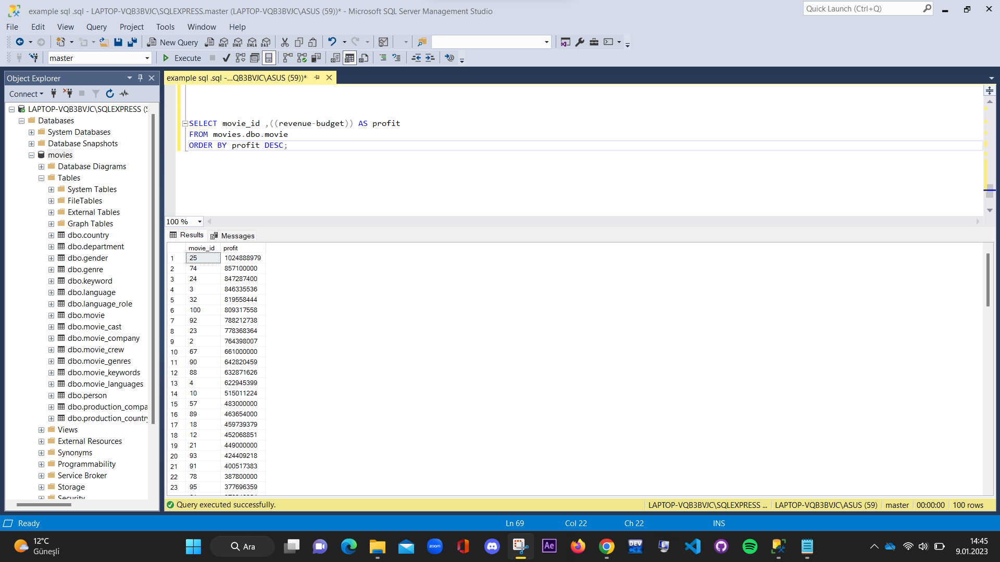 example sql .sql - LAPTOP-VQB3BVJC\SQLEXPRESS.master (LAPTOP-VQB3BVJC\ASUS (59))* - Microsoft SQL Server Management Studio
Quick Launch (Ctrl+Q)
File Edit View Query Project Tools Window Help
New Query
MDX DMX XMLA DAX
master
Execute
Object Explorer
example sql .sql -...QB3BVJC\ASUS (59))*
Connect
LAPTOP-VQB3BVJC\SQLEXPRESS (S
Databases
System Databases
Database Snapshots
movies
Database Diagrams
Tables
System Tables
FileTables
External Tables
Graph Tables
dbo.country
dbo.department
dbo.gender
dbo.genre
dbo.keyword
dbo.language
dbo.language_role
dbo.movie
dbo.movie_cast
dbo.movie_company
dbo.movie_crew
dbo.movie_genres
dbo.movie_keywords
dbo.movie_languages
dbo.person
dbo.production_compa
dbo.production_country
Views
External Resources
Synonyms
Programmability
Service Broker
Storage
Security
SELECT movie_id ,((revenue-budget)) AS profit
FROM movies.dbo.movie
ORDER BY profit DESC;
100 %
Results Messages
movie_id profit
1 25 1024888979
2 74 857100000
3 24 847287400
4 3 846335536
5 32 819558444
6 100 809317558
7 92 788212738
8 23 778368364
9 2 764398007
10 67 661000000
11 90 642820459
12 88 632871626
13 4 622945399
14 10 515011224
15 57 483000000
16 89 463654000
17 18 459739379
18 12 452068851
19 21 449000000
20 93 424409218
21 91 400517383
22 78 387800000
23 95 377696359
Query executed successfully.
LAPTOP-VQB3BVJC\SQLEXPRESS ... LAPTOP-VQB3BVJC\ASUS (59) master 00:00:00 100 rows
Ready
Ln 69 Col 22 Ch 22 INS
12°C
Güneşli
Ara
zoom
Ae
DEV
C++
14:45
9.01.2023